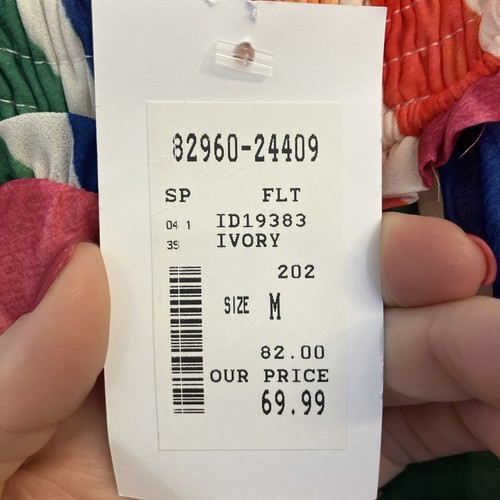 82960-24409
SP FLT
04 1 ID19383
35 IVORY
202
SIZE M
82.00
OUR PRICE
69.99